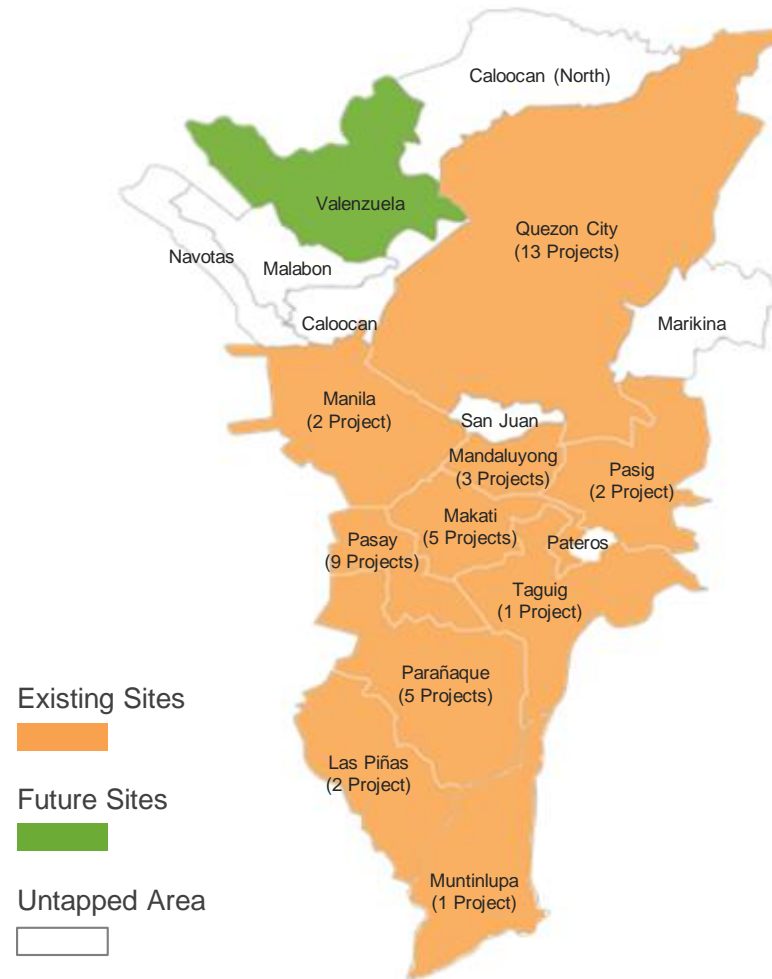 Caloocan (North)
Valenzuela
Quezon City
(13 Projects)
Navotas
Malabon
Caloocan
Marikina
Manila
(2 Project)
San Juan
Mandaluyong
(3 Projects)
Pasig
(2 Project)
Makati
(5 Projects)
Pasay
(9 Projects)
Pateros
Taguig
(1 Project)
Parañaque
(5 Projects)
Las Piñas
(2 Project)
Muntinlupa
(1 Project)
Existing Sites
Future Sites
Untapped Area